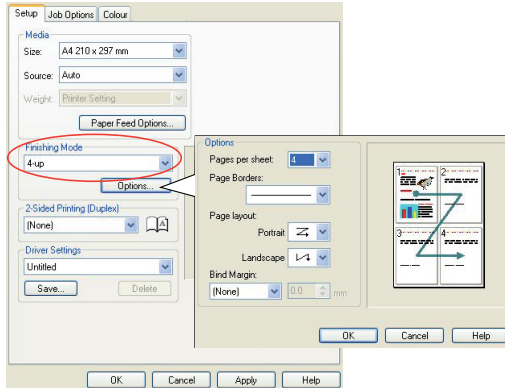 Setup Job Options Colour
Media
Size: A4 210 x 297 mm
Source: Auto
Weight: Printer Setting
Paper Feed Options...
Finishing Mode
4-up
Options...
2-Sided Printing (Duplex)
(None)
Driver Settings
Untitled
Save... Delete
OK Cancel Apply Help
Options
Pages per sheet: 4
Page Borders:
Page layout:
Portrait
Landscape
Bind Margin:
(None) 0.0 mm
1 2
3 4
OK Cancel Help